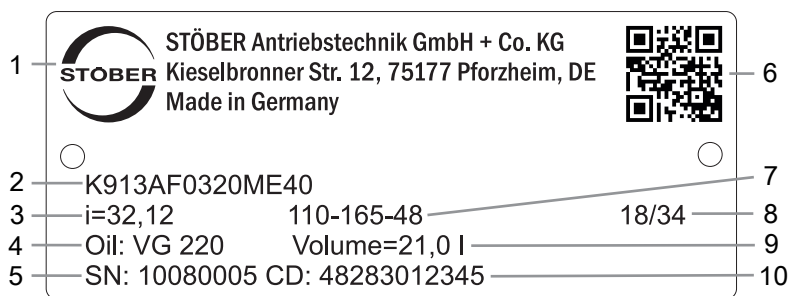 STÖBER Antriebstechnik GmbH + Co. KG
1 STÖBER Kieselbronner Str. 12, 75177 Pforzheim, DE 6
Made in Germany
7
2 K913AF0320ME40
3 i=32,12 110-165-48 18/34 8
4 Oil: VG 220 Volume=21,0 l 9
5 SN: 10080005 CD: 48283012345 10